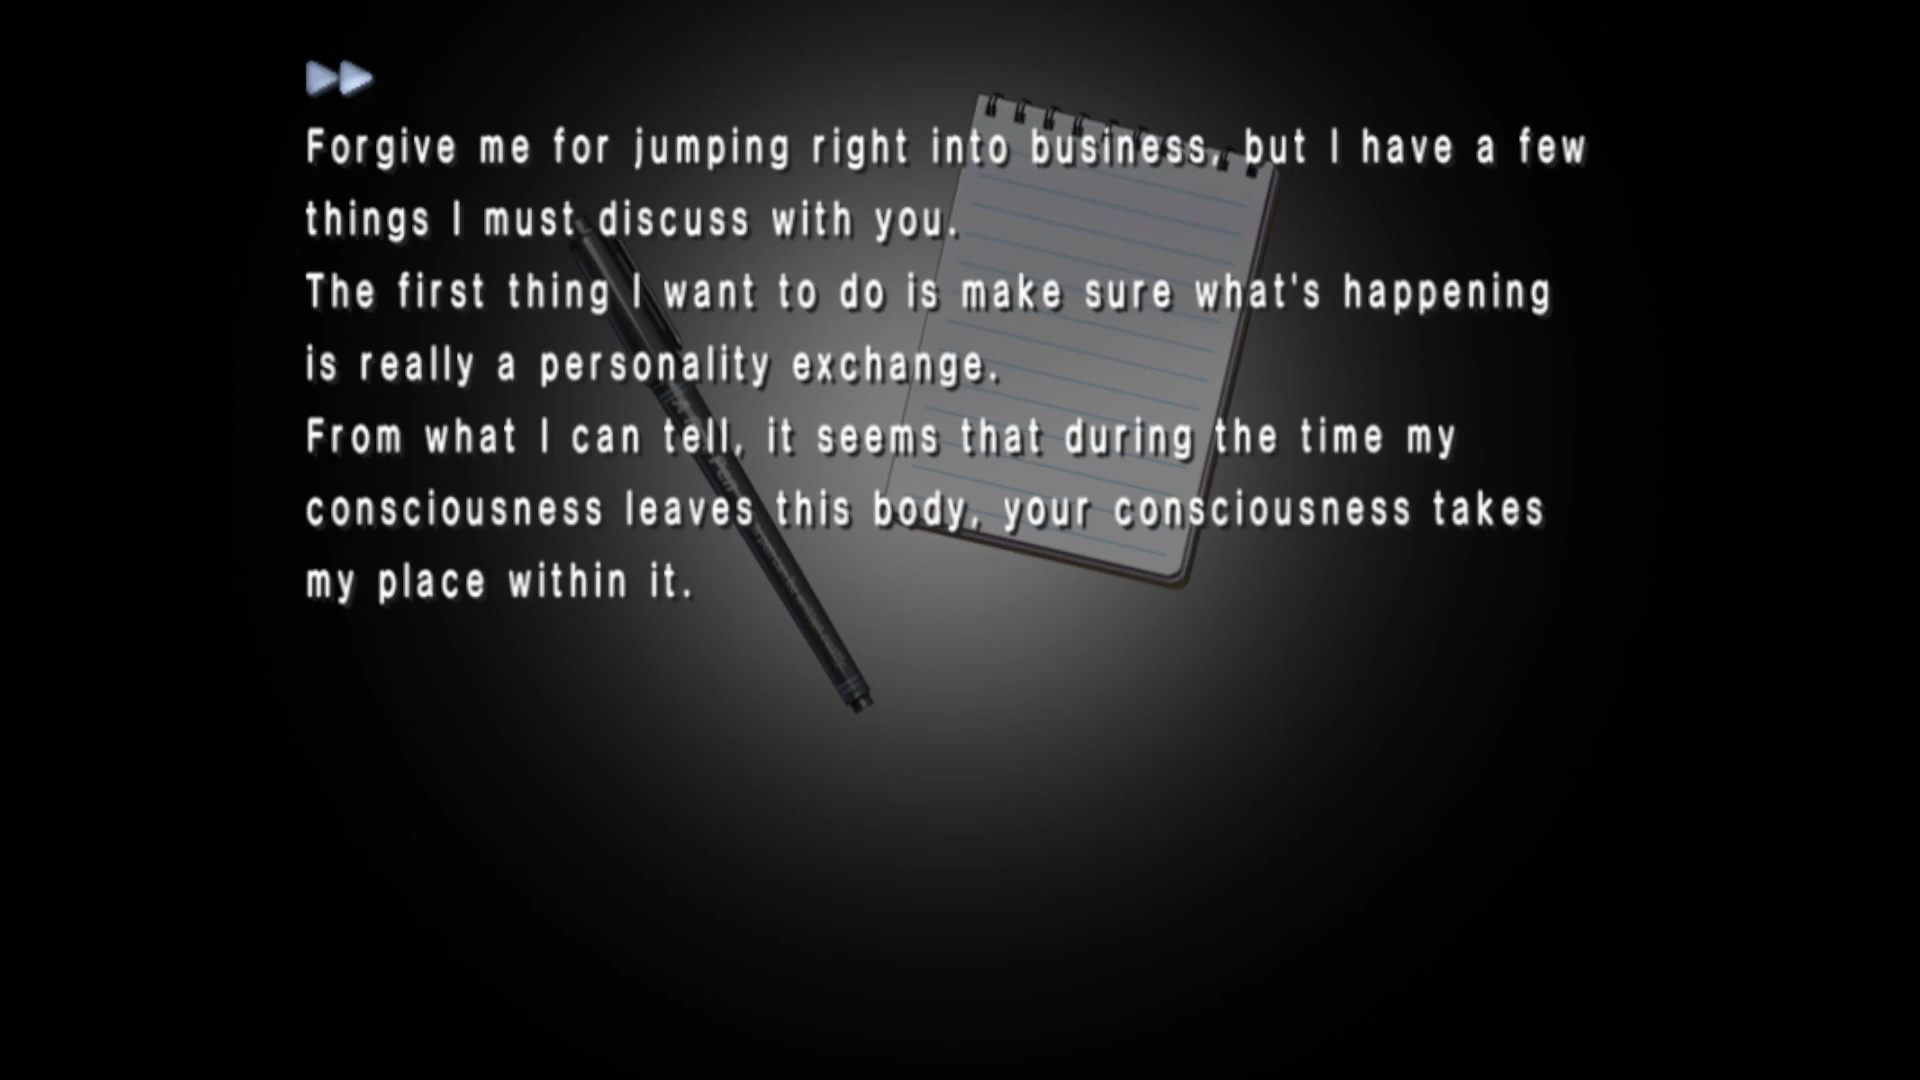 Forgive me for jumping right into business, but I have a few
things I must discuss with you.
The first thing I want to do is make sure what's happening
is really a personality exchange.
From what I can tell, it seems that during the time my
consciousness leaves this body, your consciousness takes
my place within it.